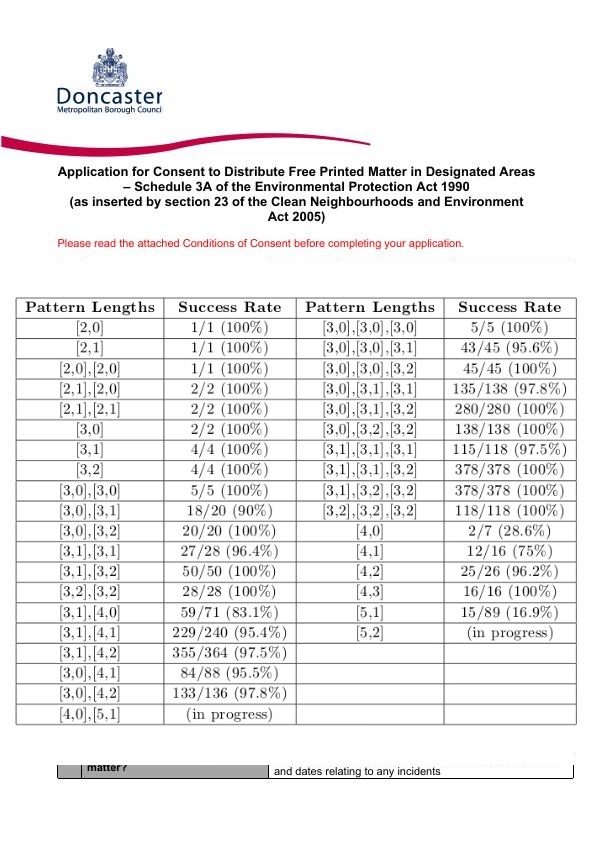 Doncaster
Metropolitan Borough Council
Application for Consent to Distribute Free Printed Matter in Designated Areas
– Schedule 3A of the Environmental Protection Act 1990
(as inserted by section 23 of the Clean Neighbourhoods and Environment
Act 2005)
Please read the attached Conditions of Consent before completing your application.
Pattern Lengths Success Rate Pattern Lengths Success Rate
[2,0] 1/1 (100%) [3,0],[3,0],[3,0] 5/5 (100%)
[2,1] 1/1 (100%) [3,0],[3,0],[3,1] 43/45 (95.6%)
[2,0],[2,0] 1/1 (100%) [3,0],[3,0],[3,2] 45/45 (100%)
[2,1],[2,0] 2/2 (100%) [3,0],[3,1],[3,1] 135/138 (97.8%)
[2,1],[2,1] 2/2 (100%) [3,0],[3,1],[3,2] 280/280 (100%)
[3,0] 2/2 (100%) [3,0],[3,2],[3,2] 138/138 (100%)
[3,1] 4/4 (100%) [3,1],[3,1],[3,1] 115/118 (97.5%)
[3,2] 4/4 (100%) [3,1],[3,1],[3,2] 378/378 (100%)
[3,0],[3,0] 5/5 (100%) [3,1],[3,2],[3,2] 378/378 (100%)
[3,0],[3,1] 18/20 (90%) [3,2],[3,2],[3,2] 118/118 (100%)
[3,0],[3,2] 20/20 (100%) [4,0] 2/7 (28.6%)
[3,1],[3,1] 27/28 (96.4%) [4,1] 12/16 (75%)
[3,1],[3,2] 50/50 (100%) [4,2] 25/26 (96.2%)
[3,2],[3,2] 28/28 (100%) [4,3] 16/16 (100%)
[3,1],[4,0] 59/71 (83.1%) [5,1] 15/89 (16.9%)
[3,1],[4,1] 229/240 (95.4%) [5,2] (in progress)
[3,1],[4,2] 355/364 (97.5%)
[3,0],[4,1] 84/88 (95.5%)
[3,0],[4,2] 133/136 (97.8%)
[4,0],[5,1] (in progress)
matter? and dates relating to any incidents